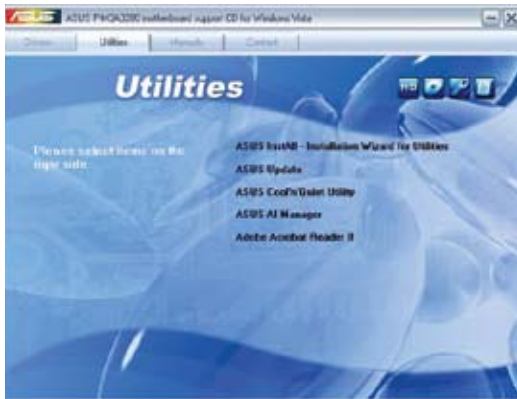 ASUS motherboard support CD for Windows Vista
Drivers Utilities Manuals Contact
Utilities
Please select items on the
right side.
ASUS InstAll - Installation Wizard for Utilities
ASUS Update
ASUS Cool'n'Quiet Utility
ASUS AI Manager
Adobe Acrobat Reader 8